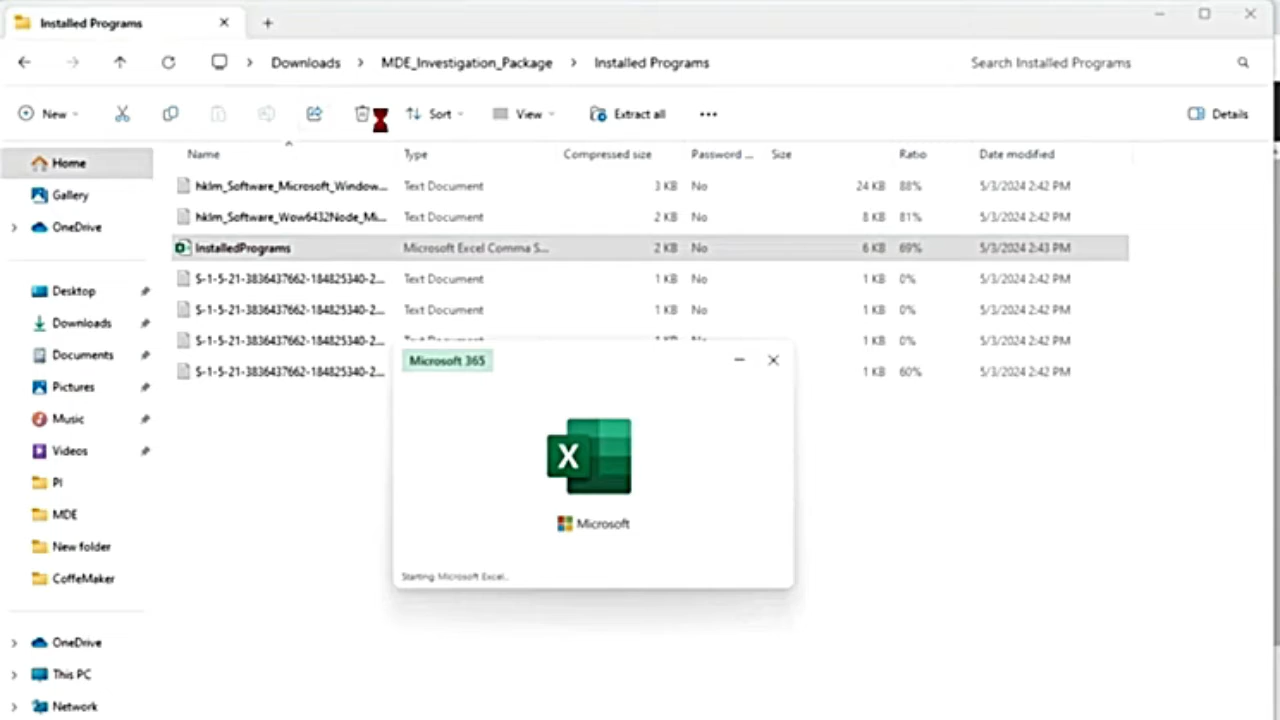 Installed Programs
Downloads > MDE_Investigation_Package > Installed Programs
Search Installed Programs
New
Sort
View
Extract all
Details
Name Type Compressed size Password ... Size Ratio Date modified
hklm_Software_Microsoft_Window... Text Document 3 KB No 24 KB 88% 5/3/2024 2:42 PM
hklm_Software_Wow6432Node_Mi... Text Document 2 KB No 8 KB 81% 5/3/2024 2:42 PM
InstalledPrograms Microsoft Excel Comma S... 2 KB No 6 KB 69% 5/3/2024 2:43 PM
S-1-5-21-3836437662-184825340-2... Text Document 1 KB No 1 KB 0% 5/3/2024 2:42 PM
S-1-5-21-3836437662-184825340-2... Text Document 1 KB No 1 KB 0% 5/3/2024 2:42 PM
S-1-5-21-3836437662-184825340-2... Text Document 1 KB No 1 KB 0% 5/3/2024 2:42 PM
S-1-5-21-3836437662-184825340-2... 1 KB 60% 5/3/2024 2:42 PM
Home
Gallery
OneDrive
Desktop
Downloads
Documents
Pictures
Music
Videos
PI
MDE
New folder
CoffeMaker
OneDrive
This PC
Network
Microsoft 365
X
Microsoft
Starting Microsoft Excel..